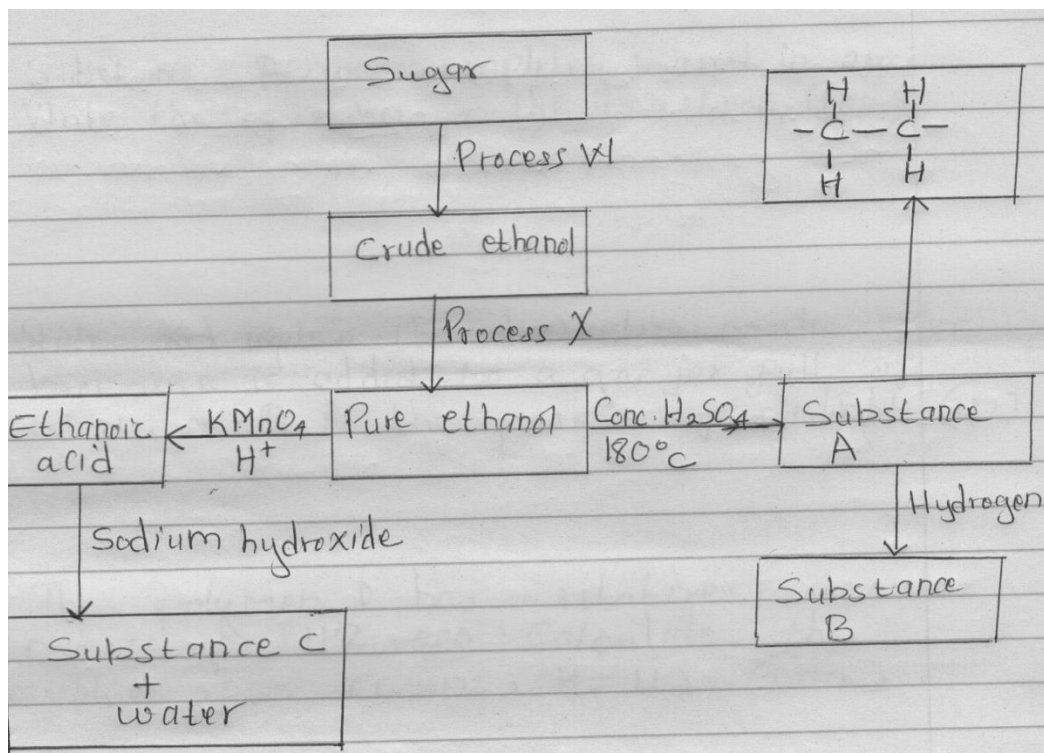 Sugar
Process W
Crude ethanol
Process X
Ethanoic
acid
KMnO4
H+
Pure ethanol
Conc. H2SO4
180°C
Substance
A
H H
-C-C-
H H
Hydrogen
Substance
B
Sodium hydroxide
Substance C
+
water